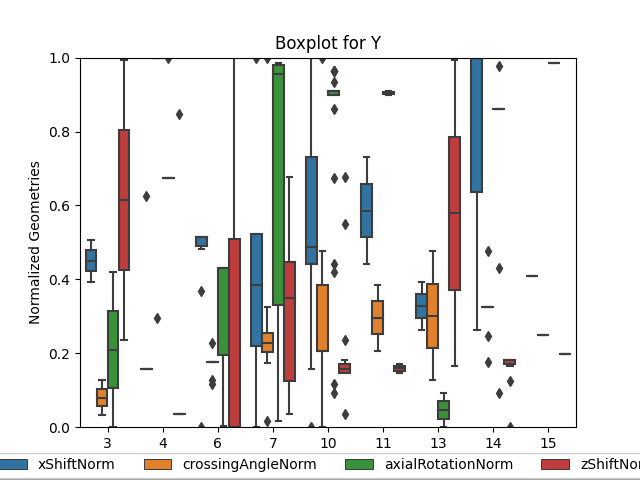 Boxplot for Y
Normalized Geometries
1.0
0.8
0.6
0.4
0.2
0.0
3 4 6 7 10 11 13 14 15
xShiftNorm crossingAngleNorm axialRotationNorm zShiftNor